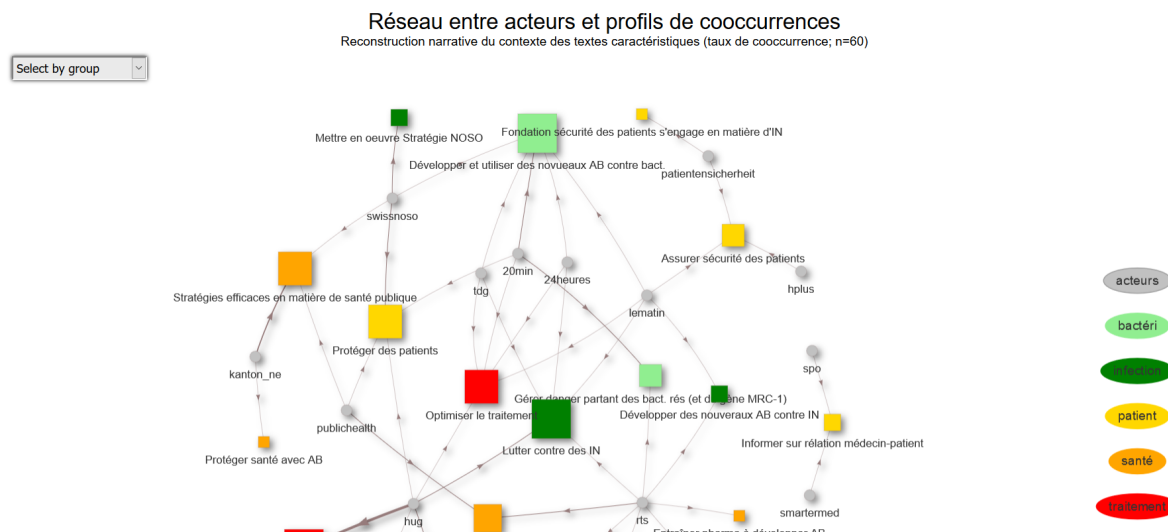 Réseau entre acteurs et profils de cooccurrences
Reconstruction narrative du contexte des textes caractéristiques (taux de cooccurrence; n=60)
Select by group
Mettre en oeuvre Stratégie NOSO
Fondation sécurité des patients s'engage en matière d'IN
Développer et utiliser des novueaux AB contre bact.
patientensicherheit
swissnoso
Assurer sécurité des patients
20min
24heures
tdg
hplus
Stratégies efficaces en matière de santé publique
lematin
Protéger des patients
kanton_ne
spo
Gérer danger partant des bact. rés (et du gène MRC-1)
Optimiser le traitement
Développer des nouveraux AB contre IN
publichealth
Informer sur rélation médecin-patient
Lutter contre des IN
Protéger santé avec AB
smartermed
hug
rts
acteurs
bactéri
infection
patient
santé
traitement